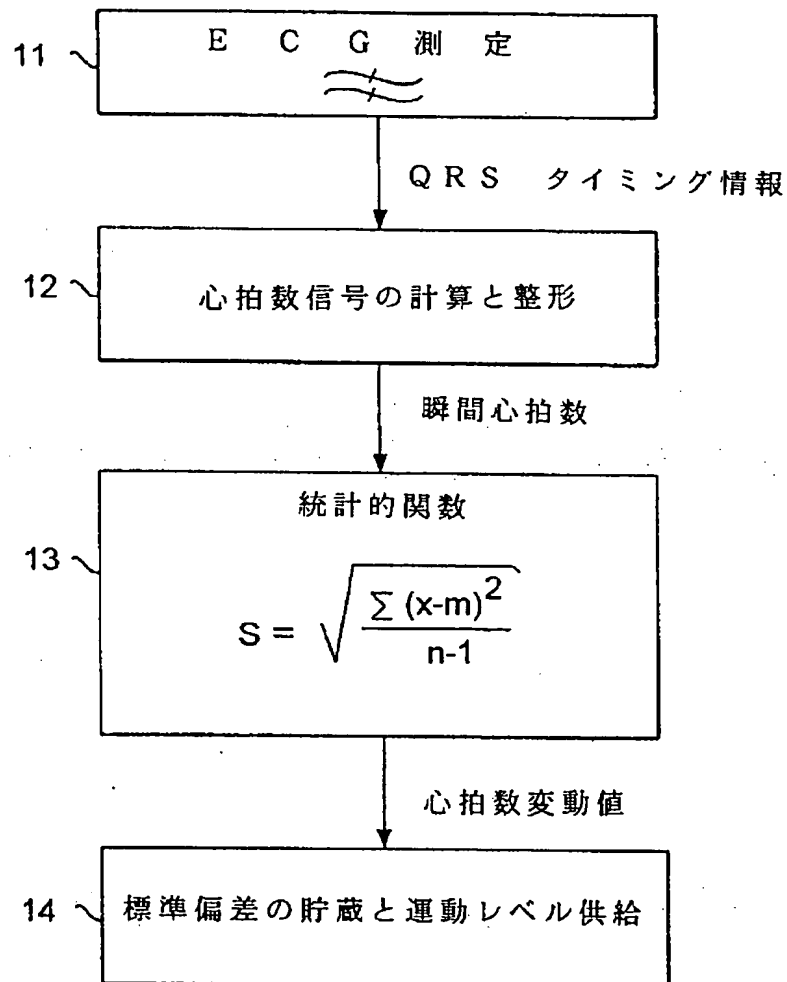 11
E C G 測定
QRS タイミング情報
12
心拍数信号の計算と整形
瞬間心拍数
統計的関数
13
S = √ Σ (x-m)² / n-1
心拍数変動値
14
標準偏差の貯蔵と運動レベル供給